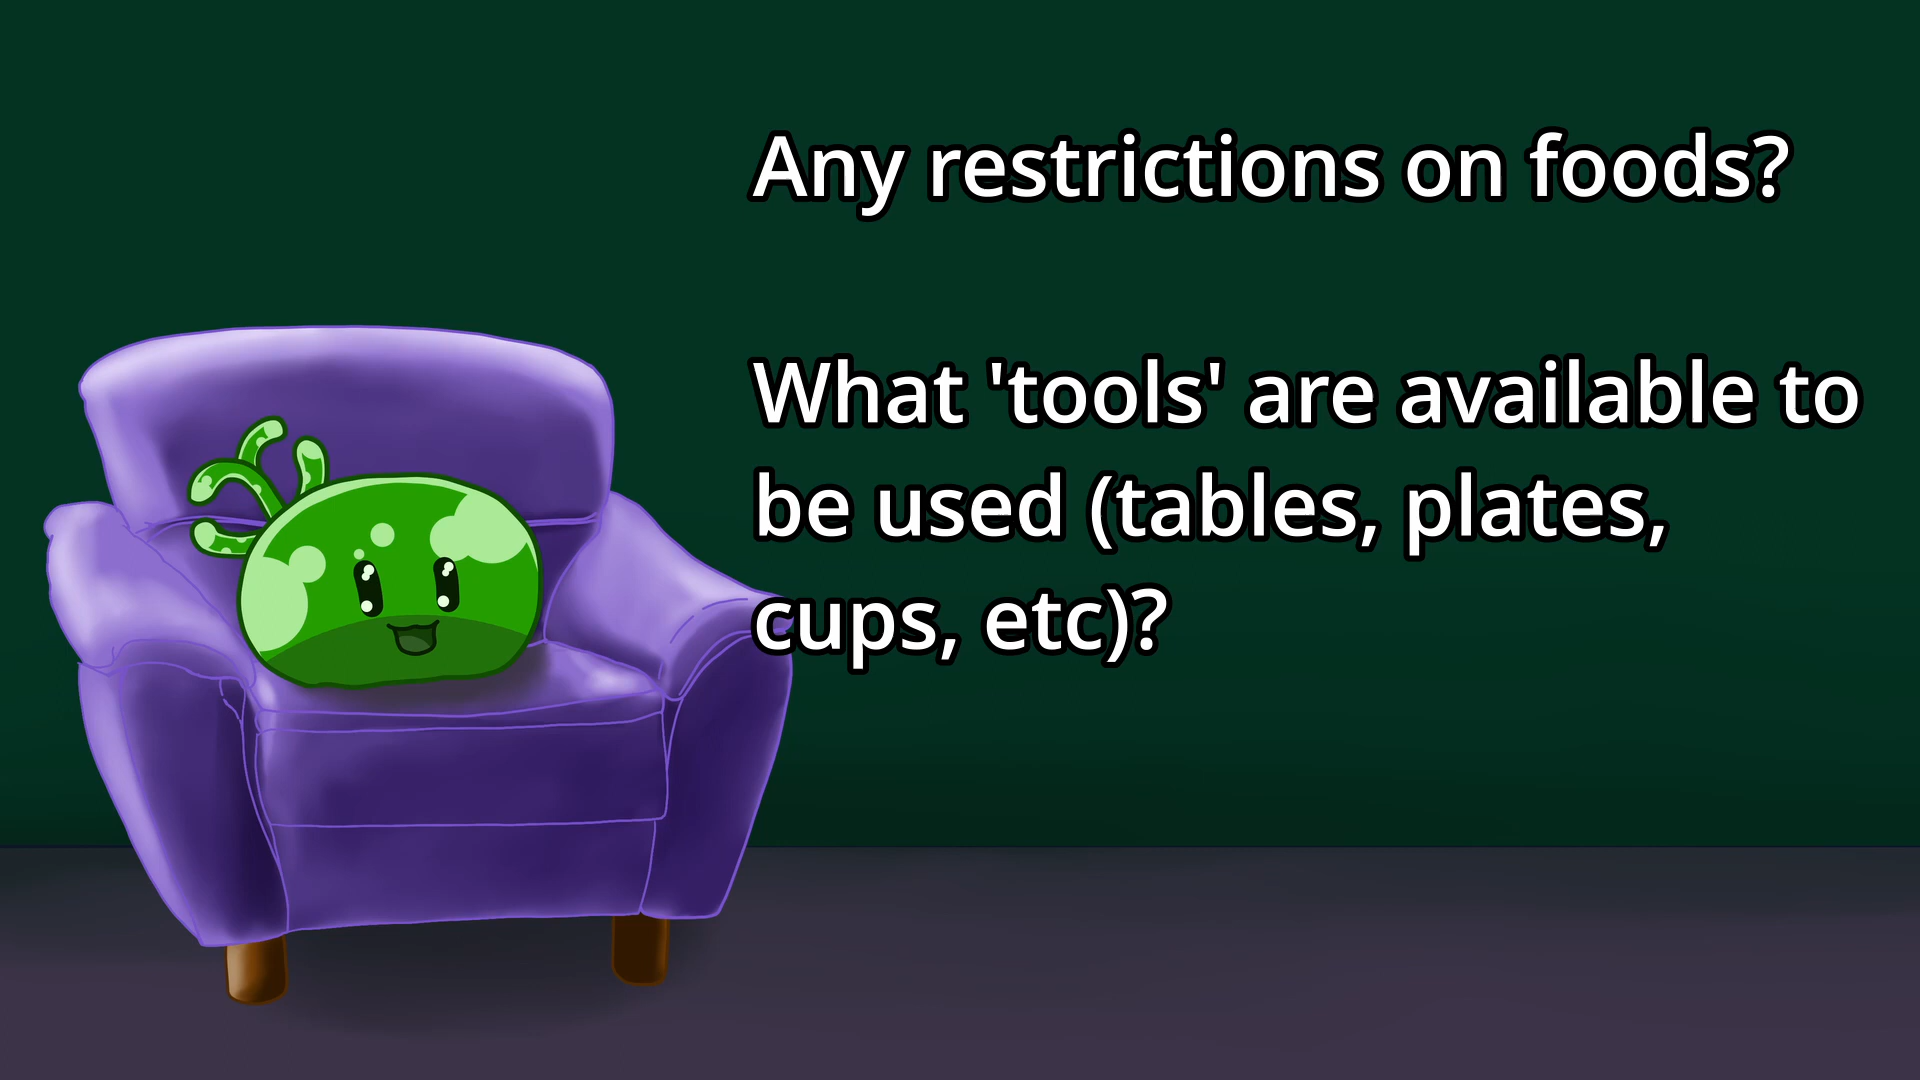 Any restrictions on foods?
What 'tools' are available to
be used (tables, plates,
cups, etc)?